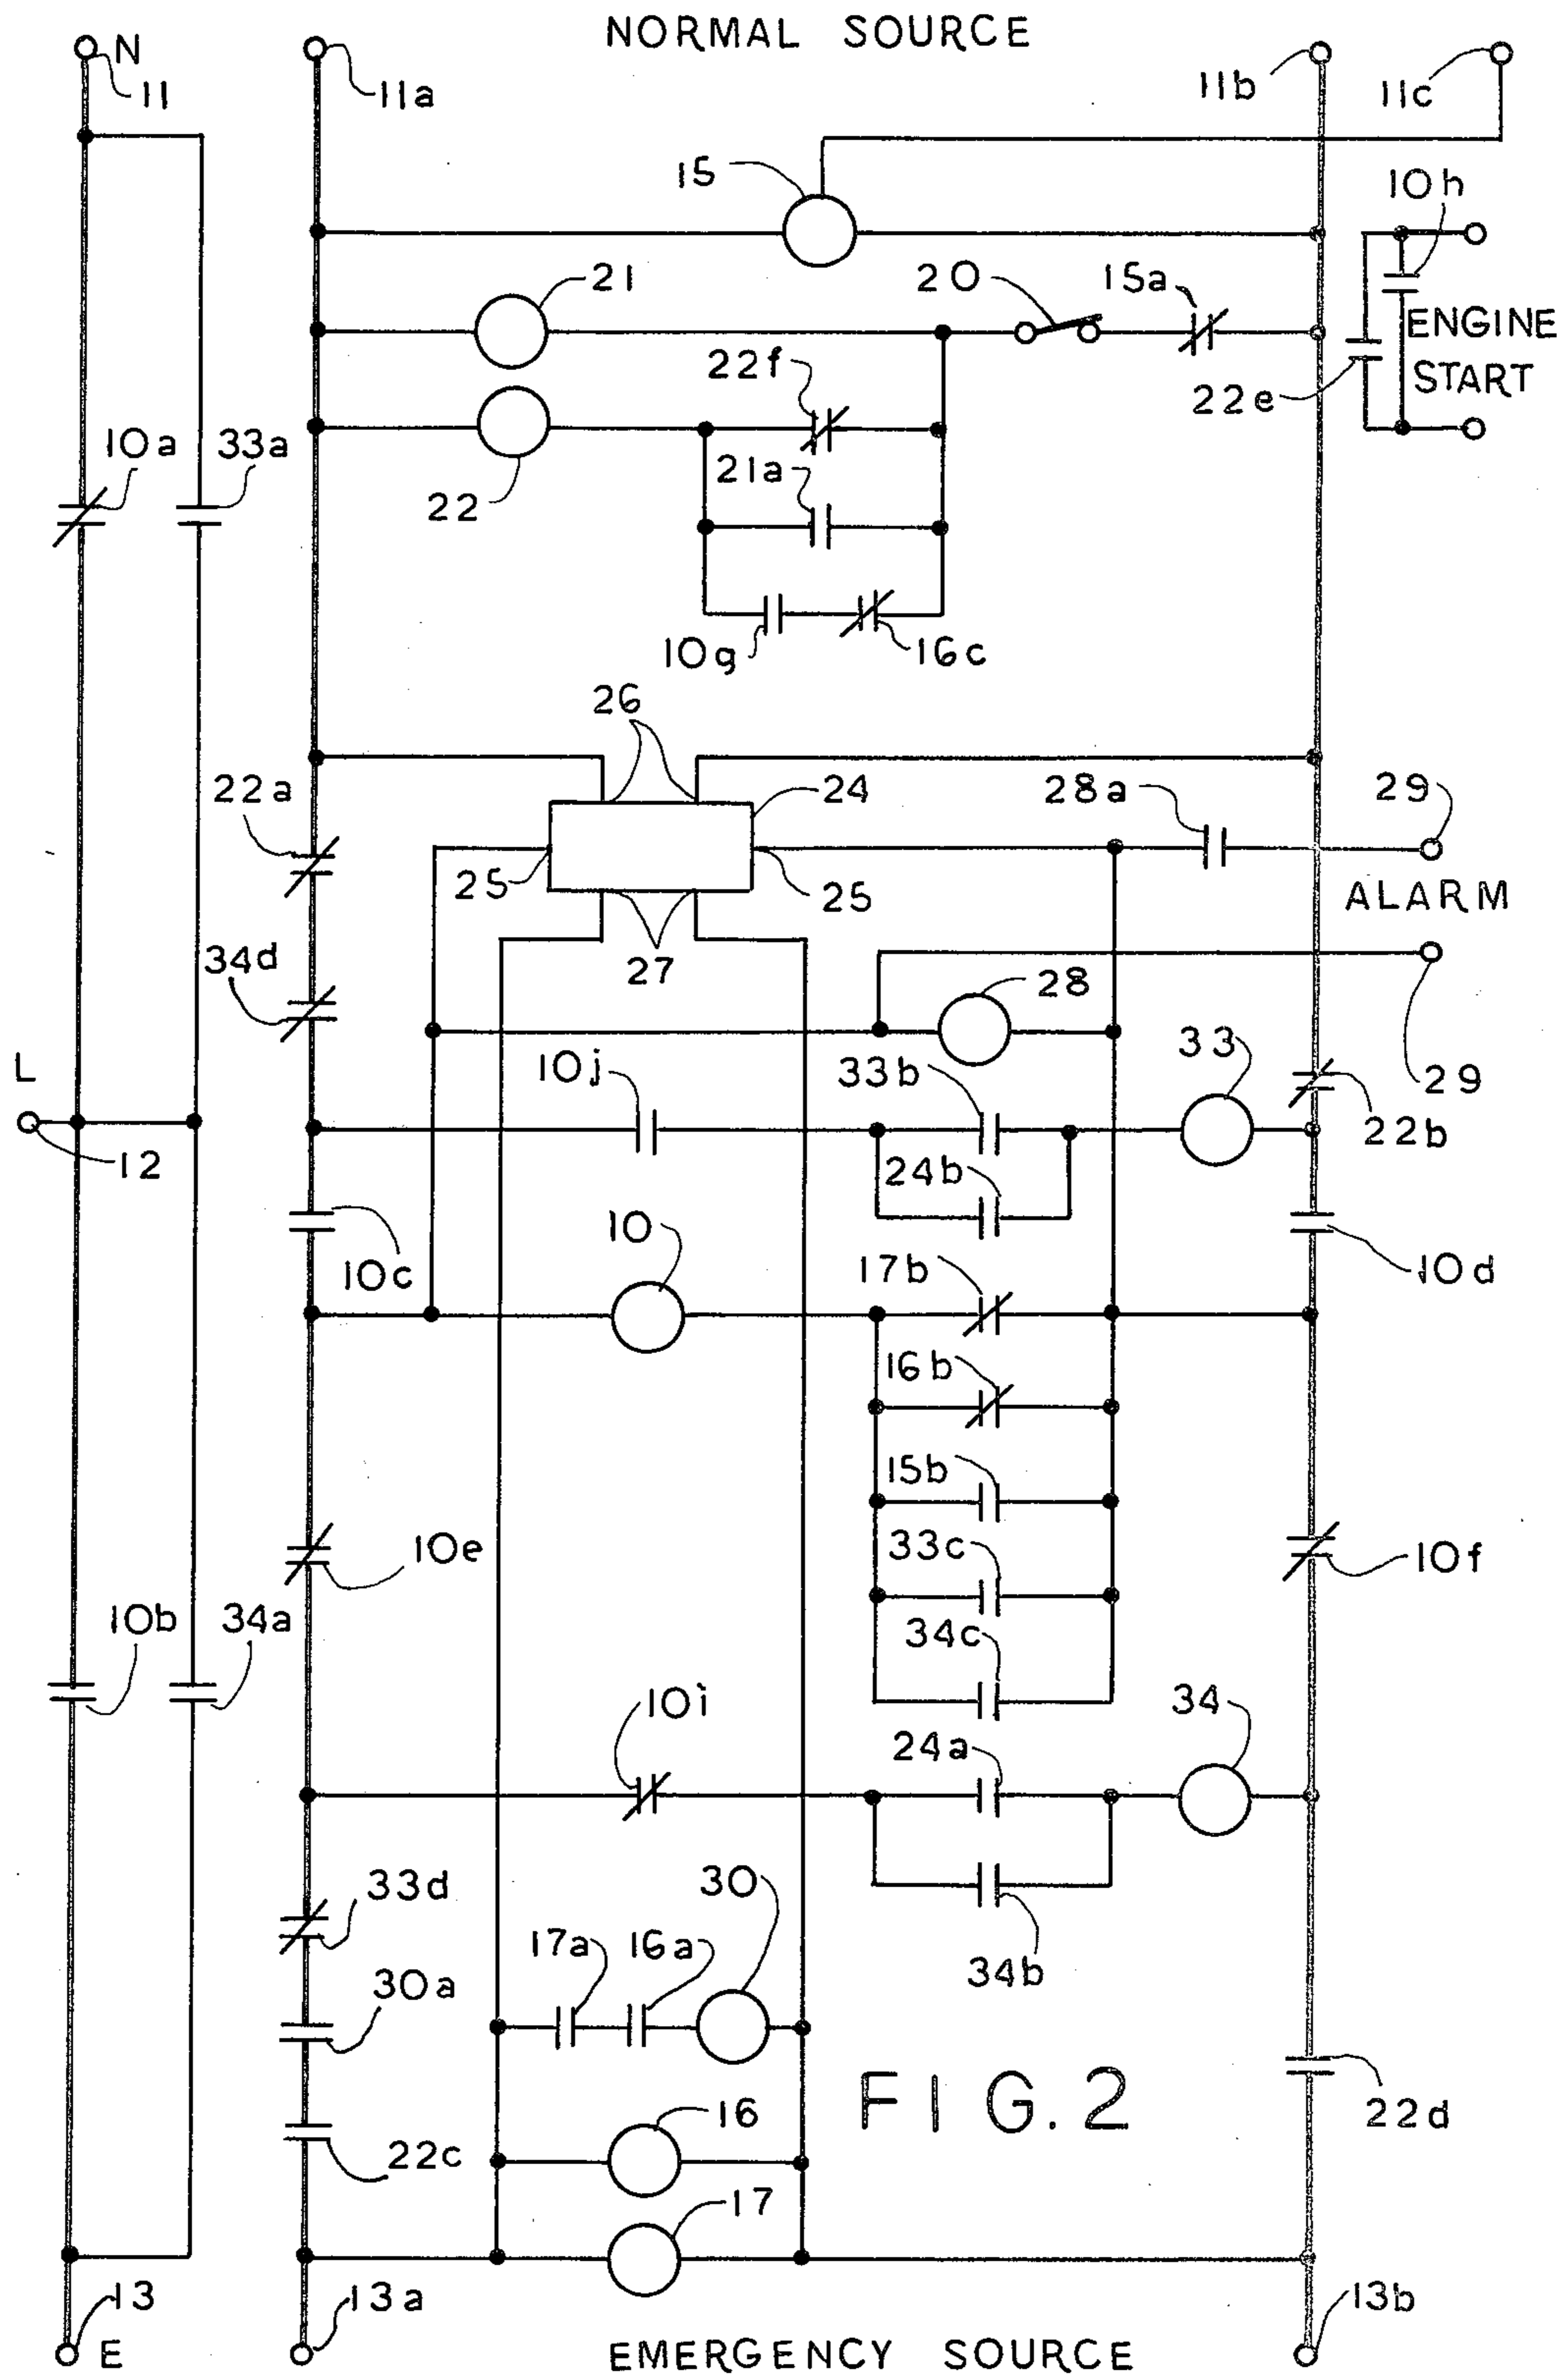 NORMAL SOURCE
N
11
11a
11b
11c
15
10h
21
20
15a
ENGINE
START
22f
22e
10a
33a
22
21a
10g
16c
26
22a
24
28a
29
25
25
ALARM
34d
27
28
L
10j
33b
33
29
22b
12
24b
10
10c
17b
10d
16b
15b
10e
33c
10f
10b
34a
34c
10i
34
24a
33d
30
17a
16a
34b
30a
FIG. 2
16
22d
22c
17
13
13a
13b
E
EMERGENCY SOURCE